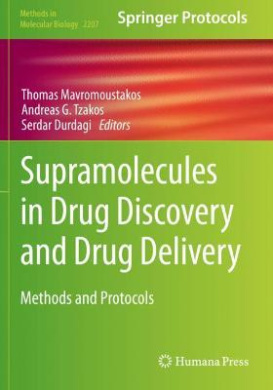 Methods in
Molecular Biology 2207
Springer Protocols
Thomas Mavromoustakos
Andreas G. Tzakos
Serdar Durdagi Editors
Supramolecules
in Drug Discovery
and Drug Delivery
Methods and Protocols
Humana Press